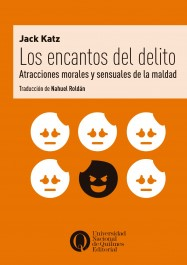 Jack Katz
Los encantos del delito
Atracciones morales y sensuales de la maldad
Traducción de Nahuel Roldán
Universidad
Nacional
de Quilmes
Editorial